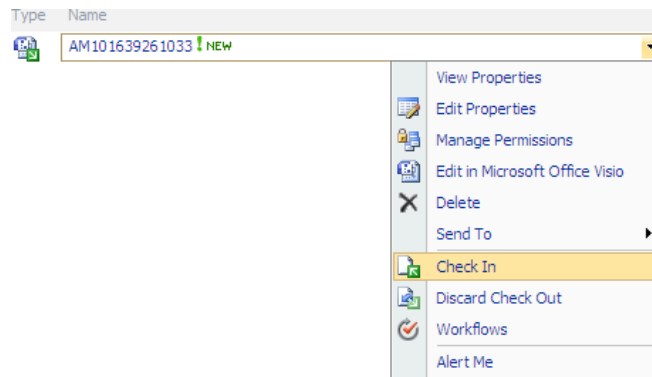 Type Name
AM101639261033 ! NEW
View Properties
Edit Properties
Manage Permissions
Edit in Microsoft Office Visio
Delete
Send To
Check In
Discard Check Out
Workflows
Alert Me